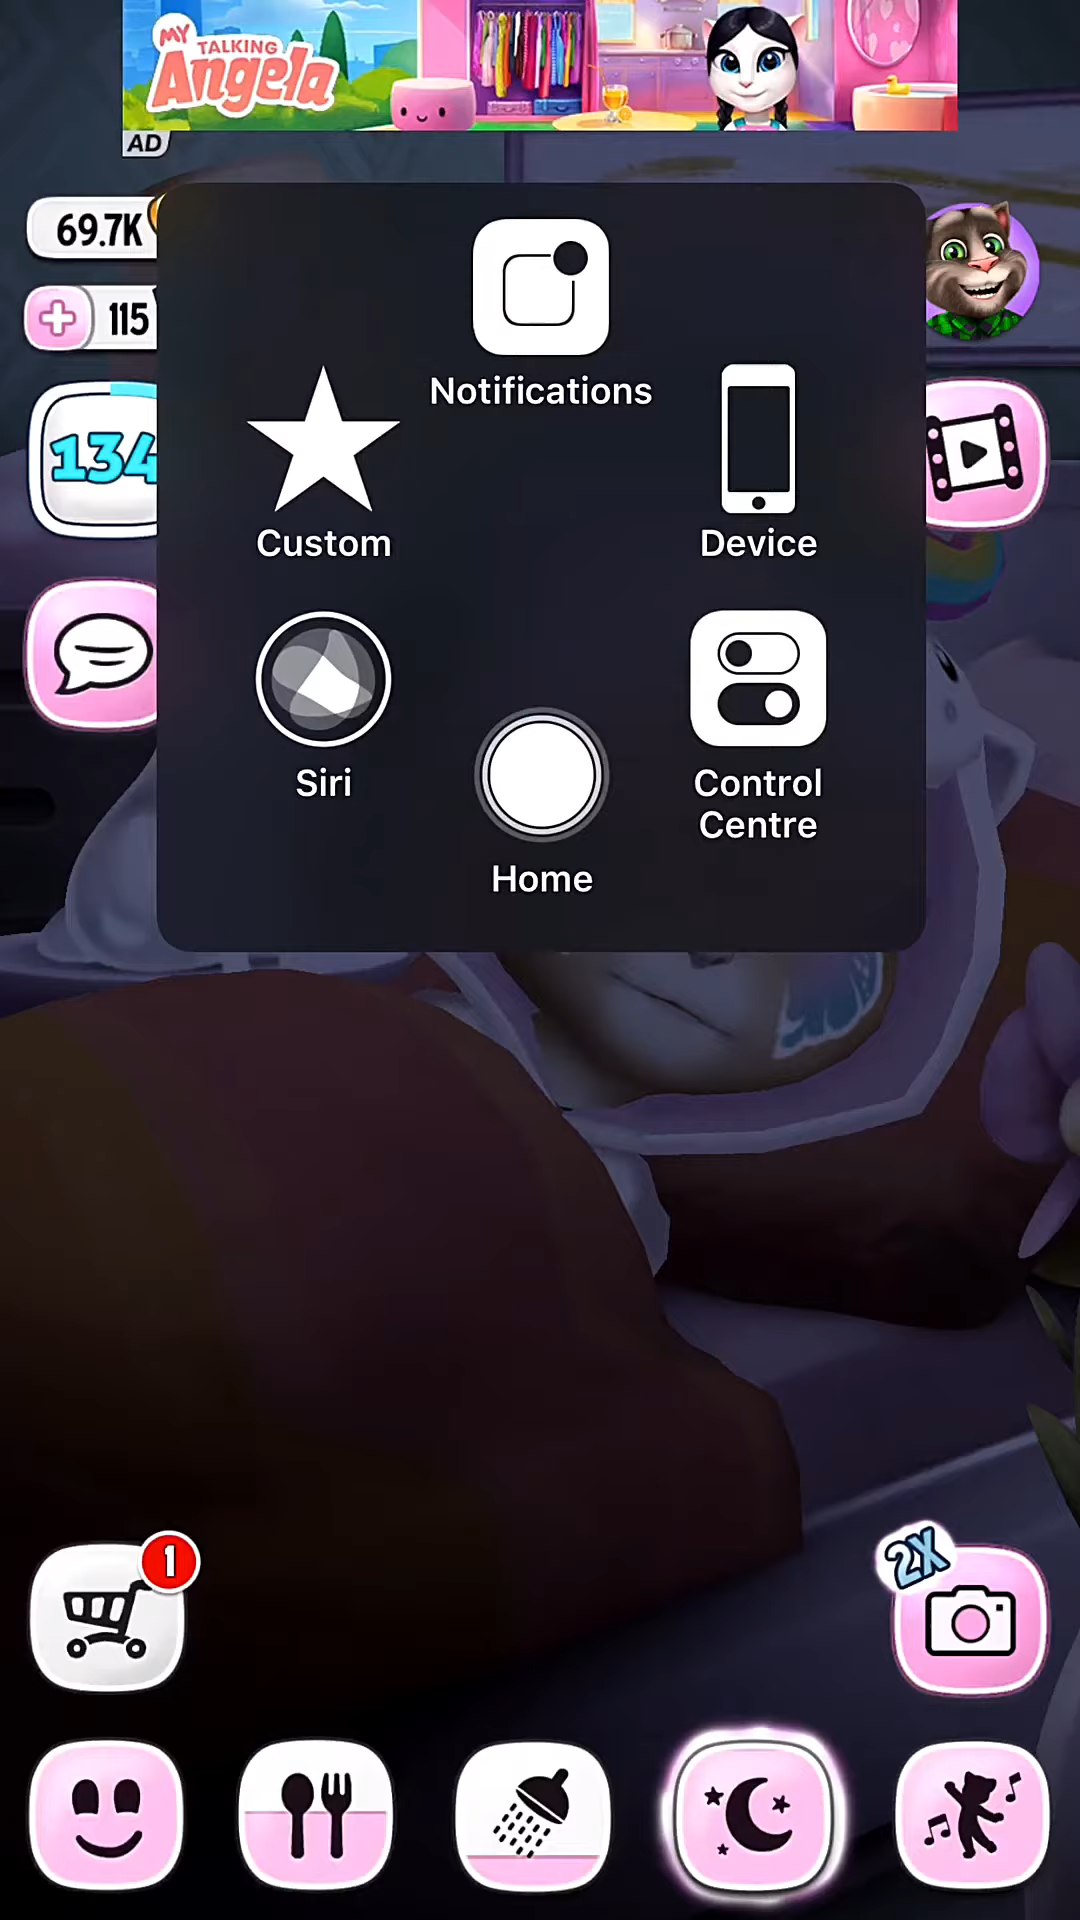 MY
TALKING
Angela
AD
69.7K
115
134
Notifications
Custom
Device
Siri
Control
Centre
Home
1
2X